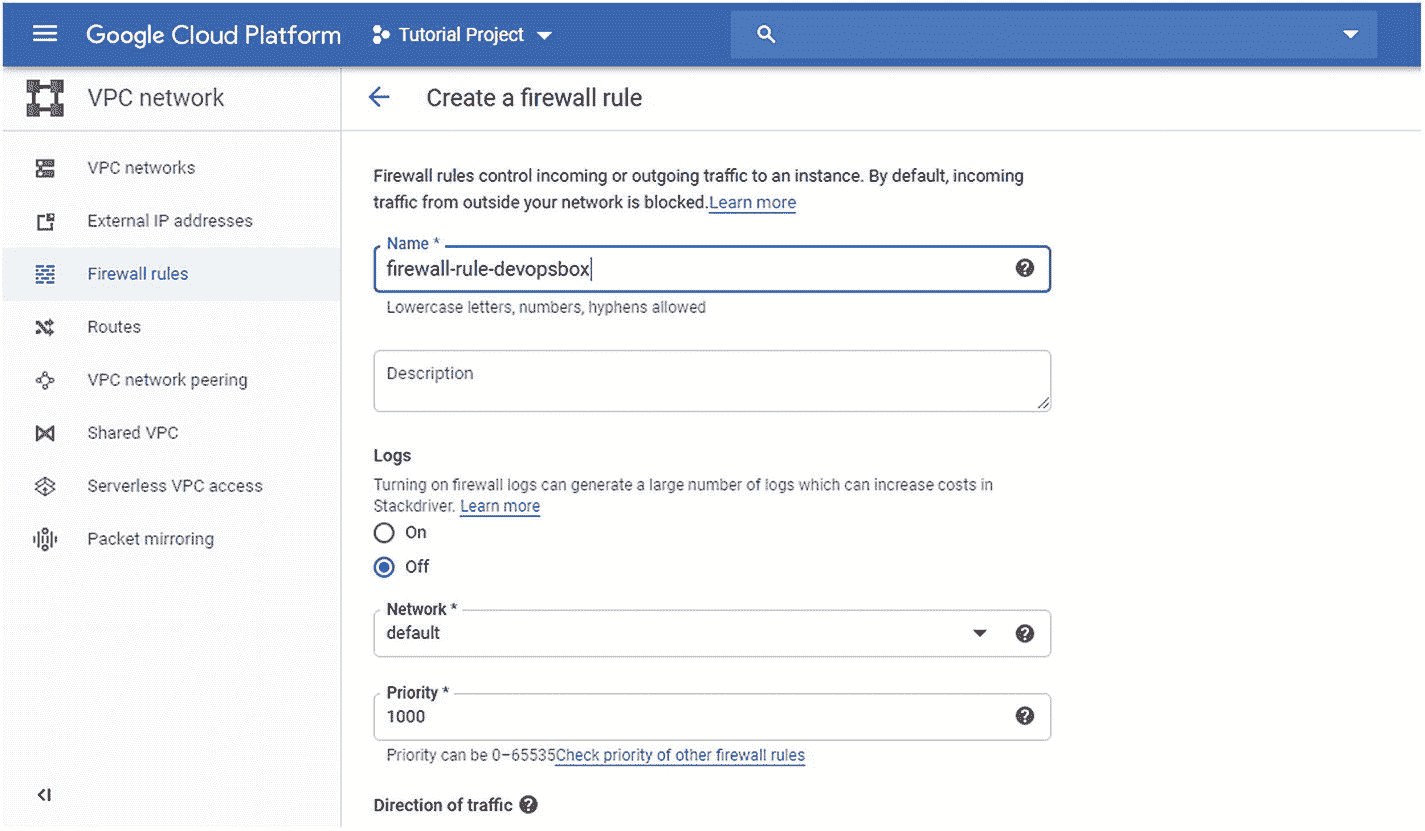 Google Cloud Platform
Tutorial Project
VPC network
Create a firewall rule
VPC networks
External IP addresses
Firewall rules
Routes
VPC network peering
Shared VPC
Serverless VPC access
Packet mirroring
Firewall rules control incoming or outgoing traffic to an instance. By default, incoming
traffic from outside your network is blocked.Learn more
Name *
firewall-rule-devopsbox
Lowercase letters, numbers, hyphens allowed
Description
Logs
Turning on firewall logs can generate a large number of logs which can increase costs in
Stackdriver. Learn more
On
Off
Network *
default
Priority *
1000
Priority can be 0–65535Check priority of other firewall rules
Direction of traffic